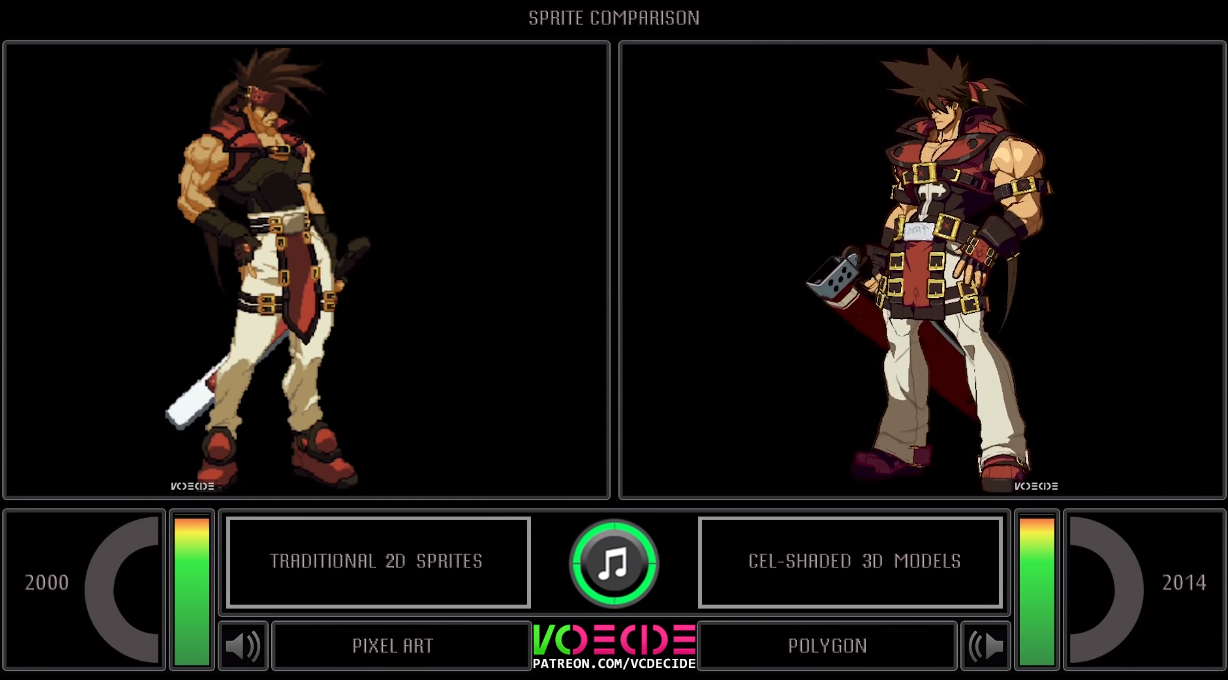 SPRITE COMPARISON
VCDECIDE
VCDECIDE
2000
TRADITIONAL 2D SPRITES
CEL-SHADED 3D MODELS
2014
PIXEL ART
VCDECIDE
PATREON.COM/VCDECIDE
POLYGON